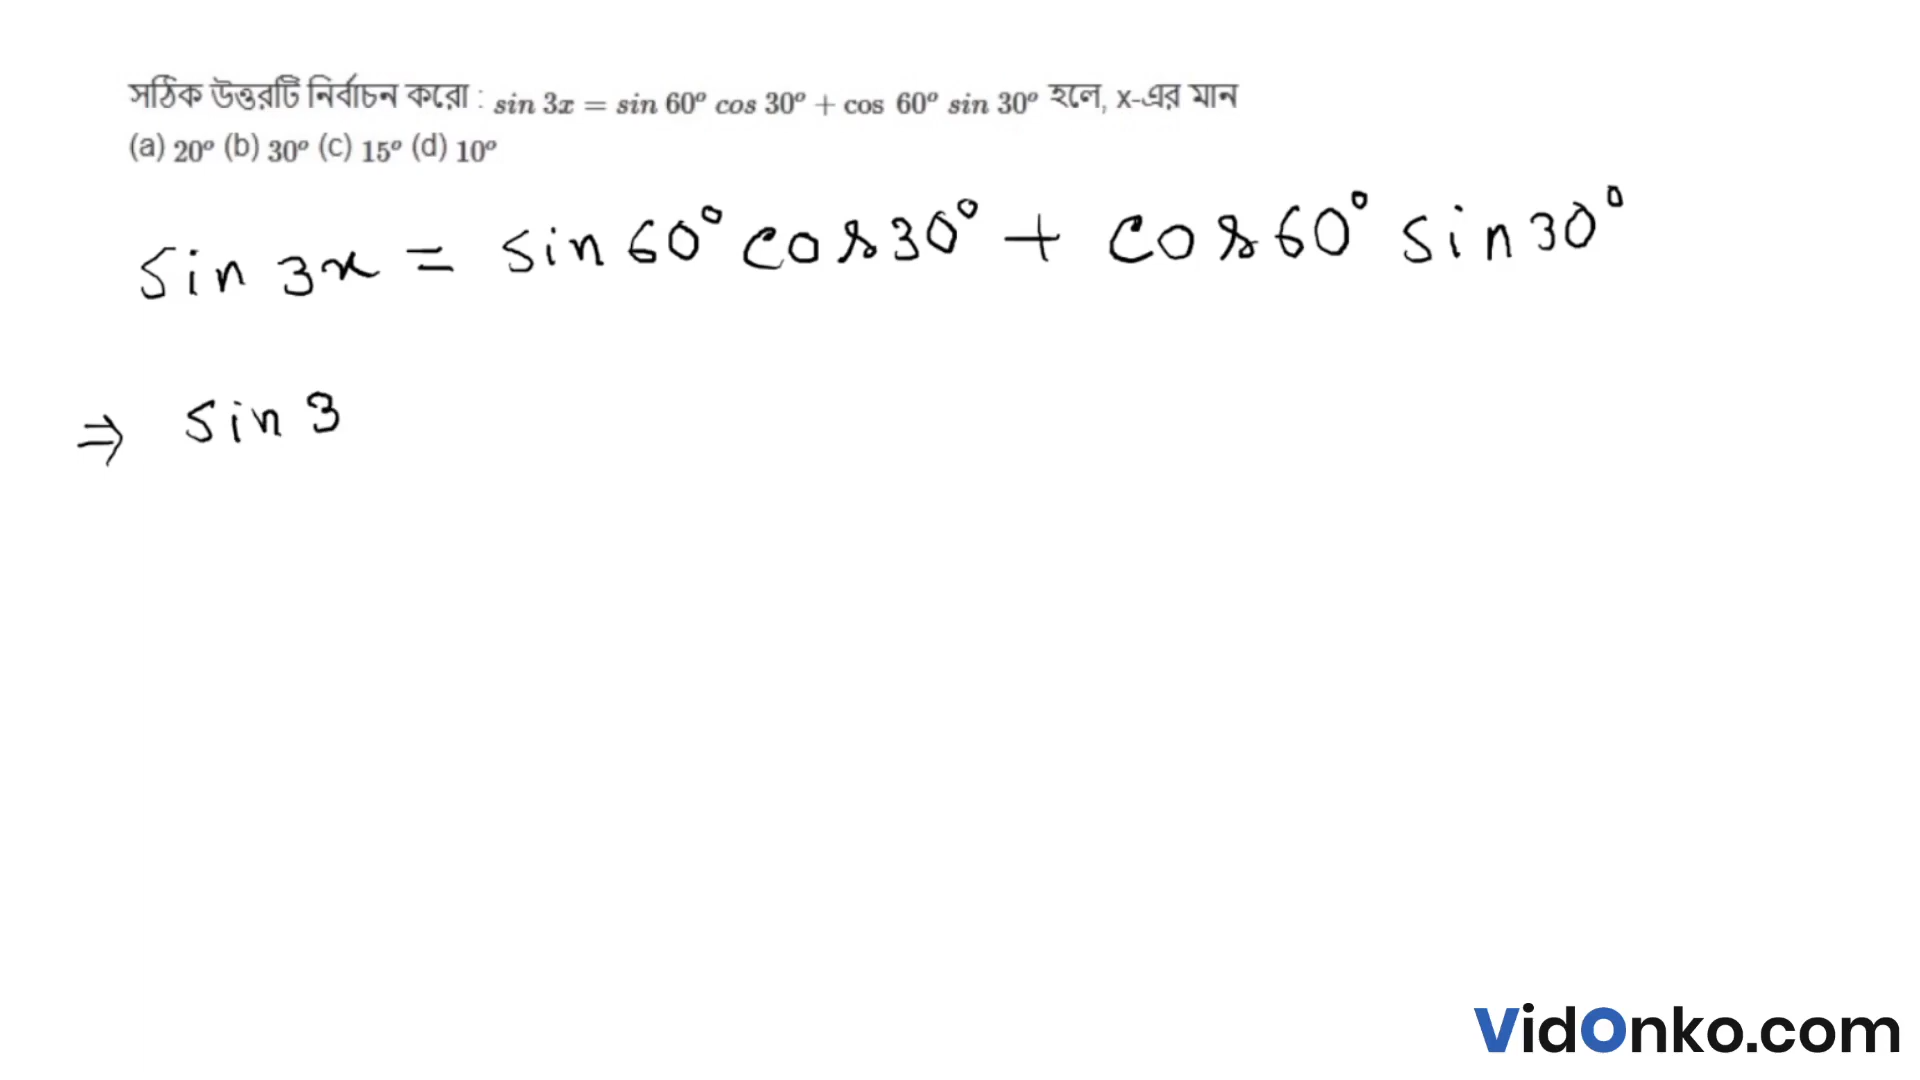 সঠিক উত্তরটি নির্বাচন করো : sin 3x = sin 60° cos 30° + cos 60° sin 30° হলে, x-এর মান
(a) 20° (b) 30° (c) 15° (d) 10°
sin 3x = sin 60° cos 30° + cos 60° sin 30°
⇒ sin 3
VidOnko.com